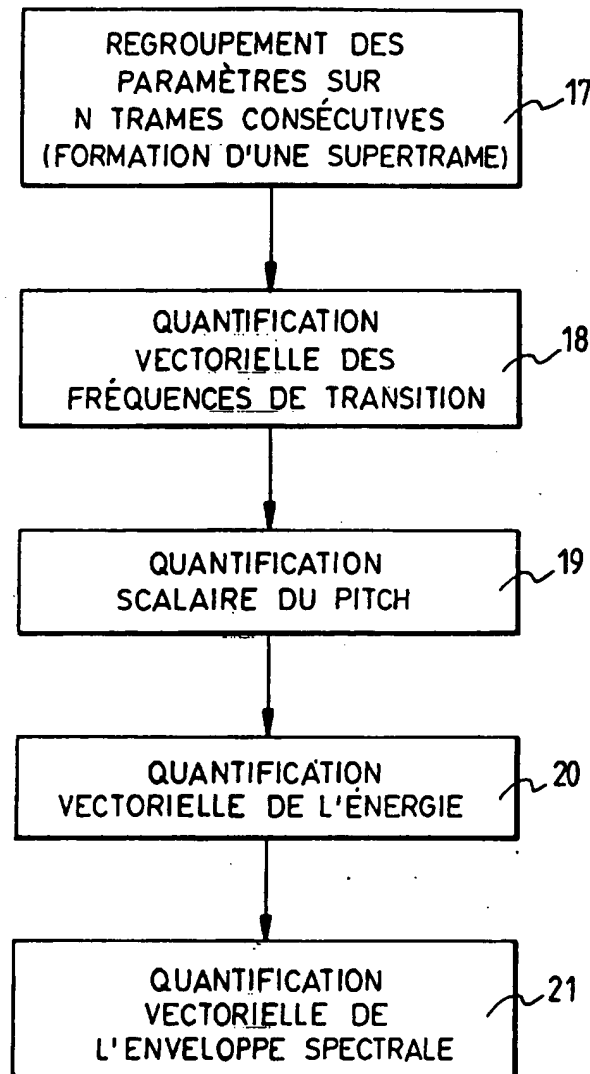 REGROUPEMENT DES
PARAMÈTRES SUR
N TRAMES CONSÉCUTIVES
(FORMATION D'UNE SUPERTRAME)
17
QUANTIFICATION
VECTORIELLE DES
FRÉQUENCES DE TRANSITION
18
QUANTIFICATION
SCALAIRE DU PITCH
19
QUANTIFICATION
VECTORIELLE DE L'ÉNERGIE
20
QUANTIFICATION
VECTORIELLE DE
L'ENVELOPPE SPECTRALE
21